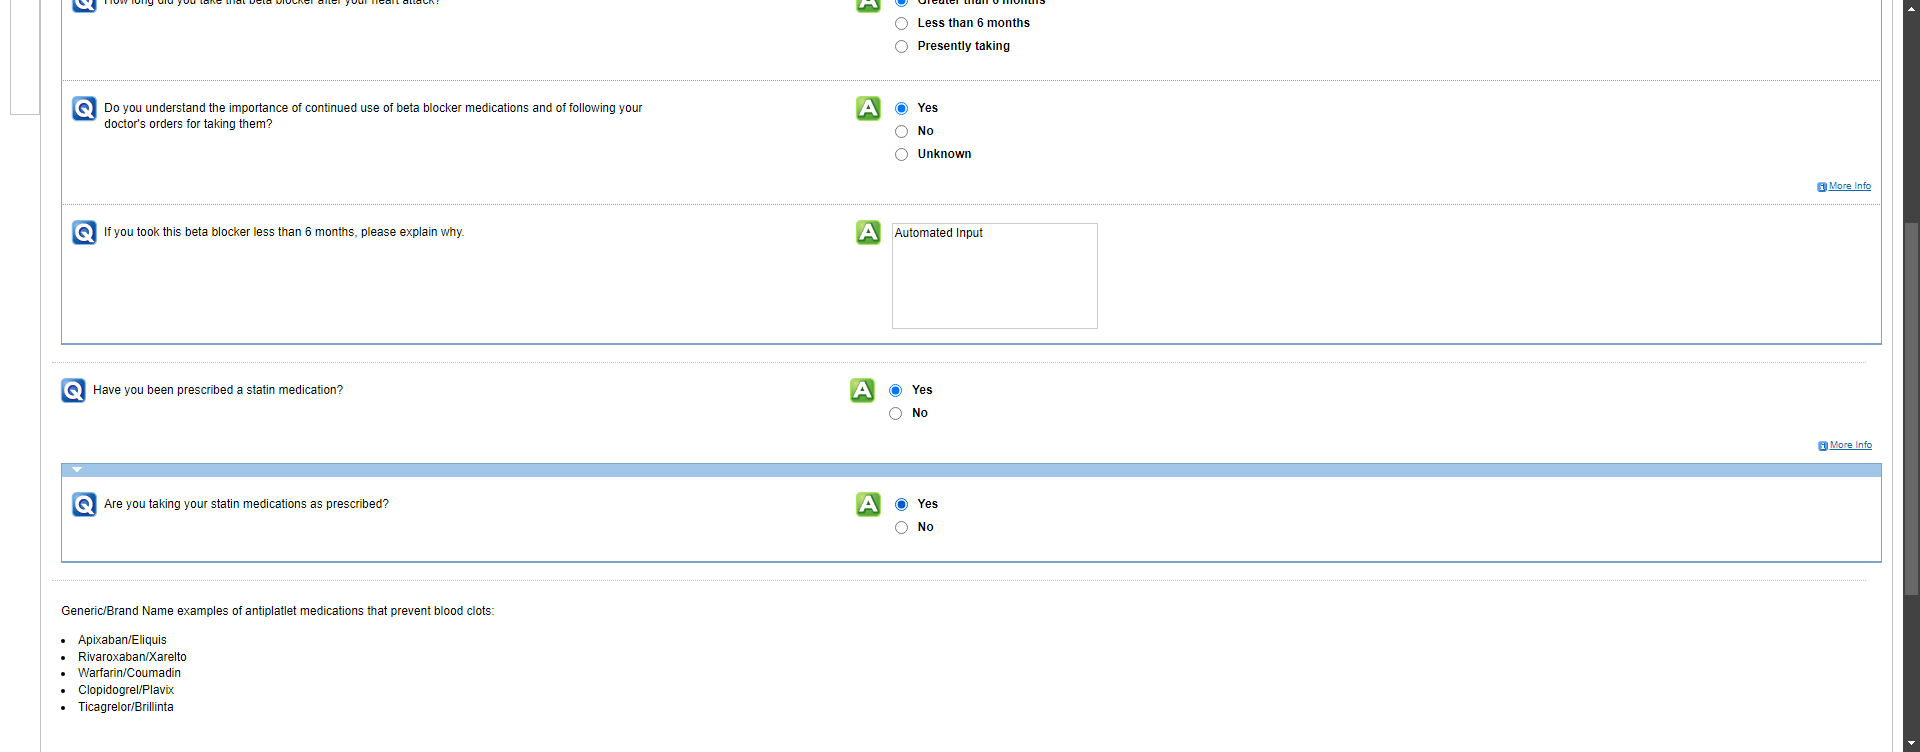 How long did you take that beta blocker after your heart attack?
Greater than 6 months
Less than 6 months
Presently taking
Q Do you understand the importance of continued use of beta blocker medications and of following your
doctor's orders for taking them?
A Yes
No
Unknown
More Info
Q If you took this beta blocker less than 6 months, please explain why.
A Automated Input
Q Have you been prescribed a statin medication?
A Yes
No
More Info
Q Are you taking your statin medications as prescribed?
A Yes
No
Generic/Brand Name examples of antiplatlet medications that prevent blood clots:
• Apixaban/Eliquis
• Rivaroxaban/Xarelto
• Warfarin/Coumadin
• Clopidogrel/Plavix
• Ticagrelor/Brillinta